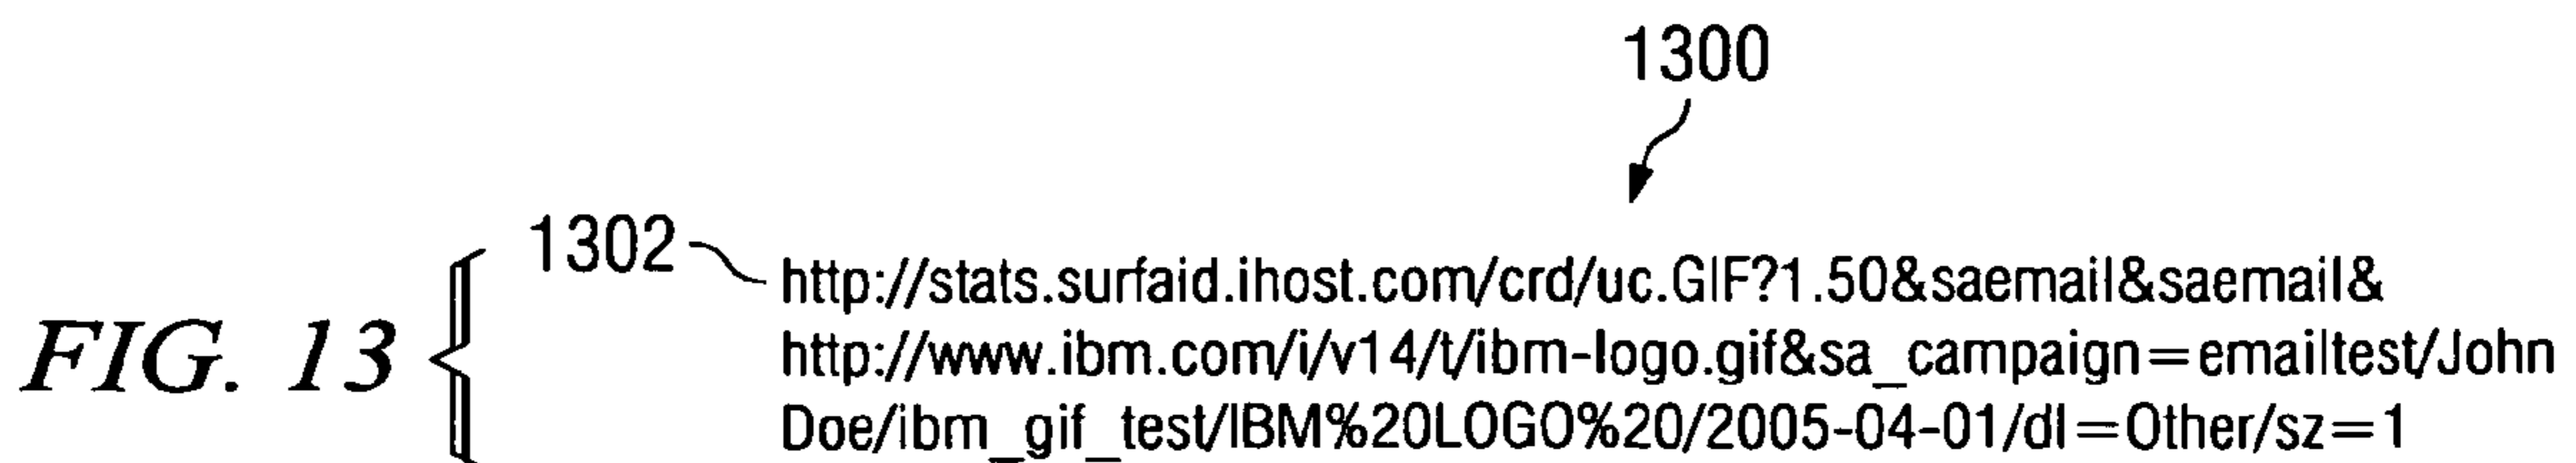 1300
1302
http://stats.surfaid.ihost.com/crd/uc.GIF?1.50&saemail&saemail&
FIG. 13
http://www.ibm.com/i/v14/t/ibm-logo.gif&sa_campaign=emailtest/John
Doe/ibm_gif_test/IBM%20LOGO%20/2005-04-01/dl=Other/sz=1